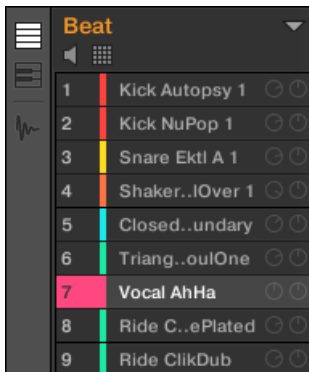 Beat
1 Kick Autopsy 1
2 Kick NuPop 1
3 Snare Ektl A 1
4 Shaker..lOver 1
5 Closed..undary
6 Triang..oulOne
7 Vocal AhHa
8 Ride C..ePlated
9 Ride ClikDub